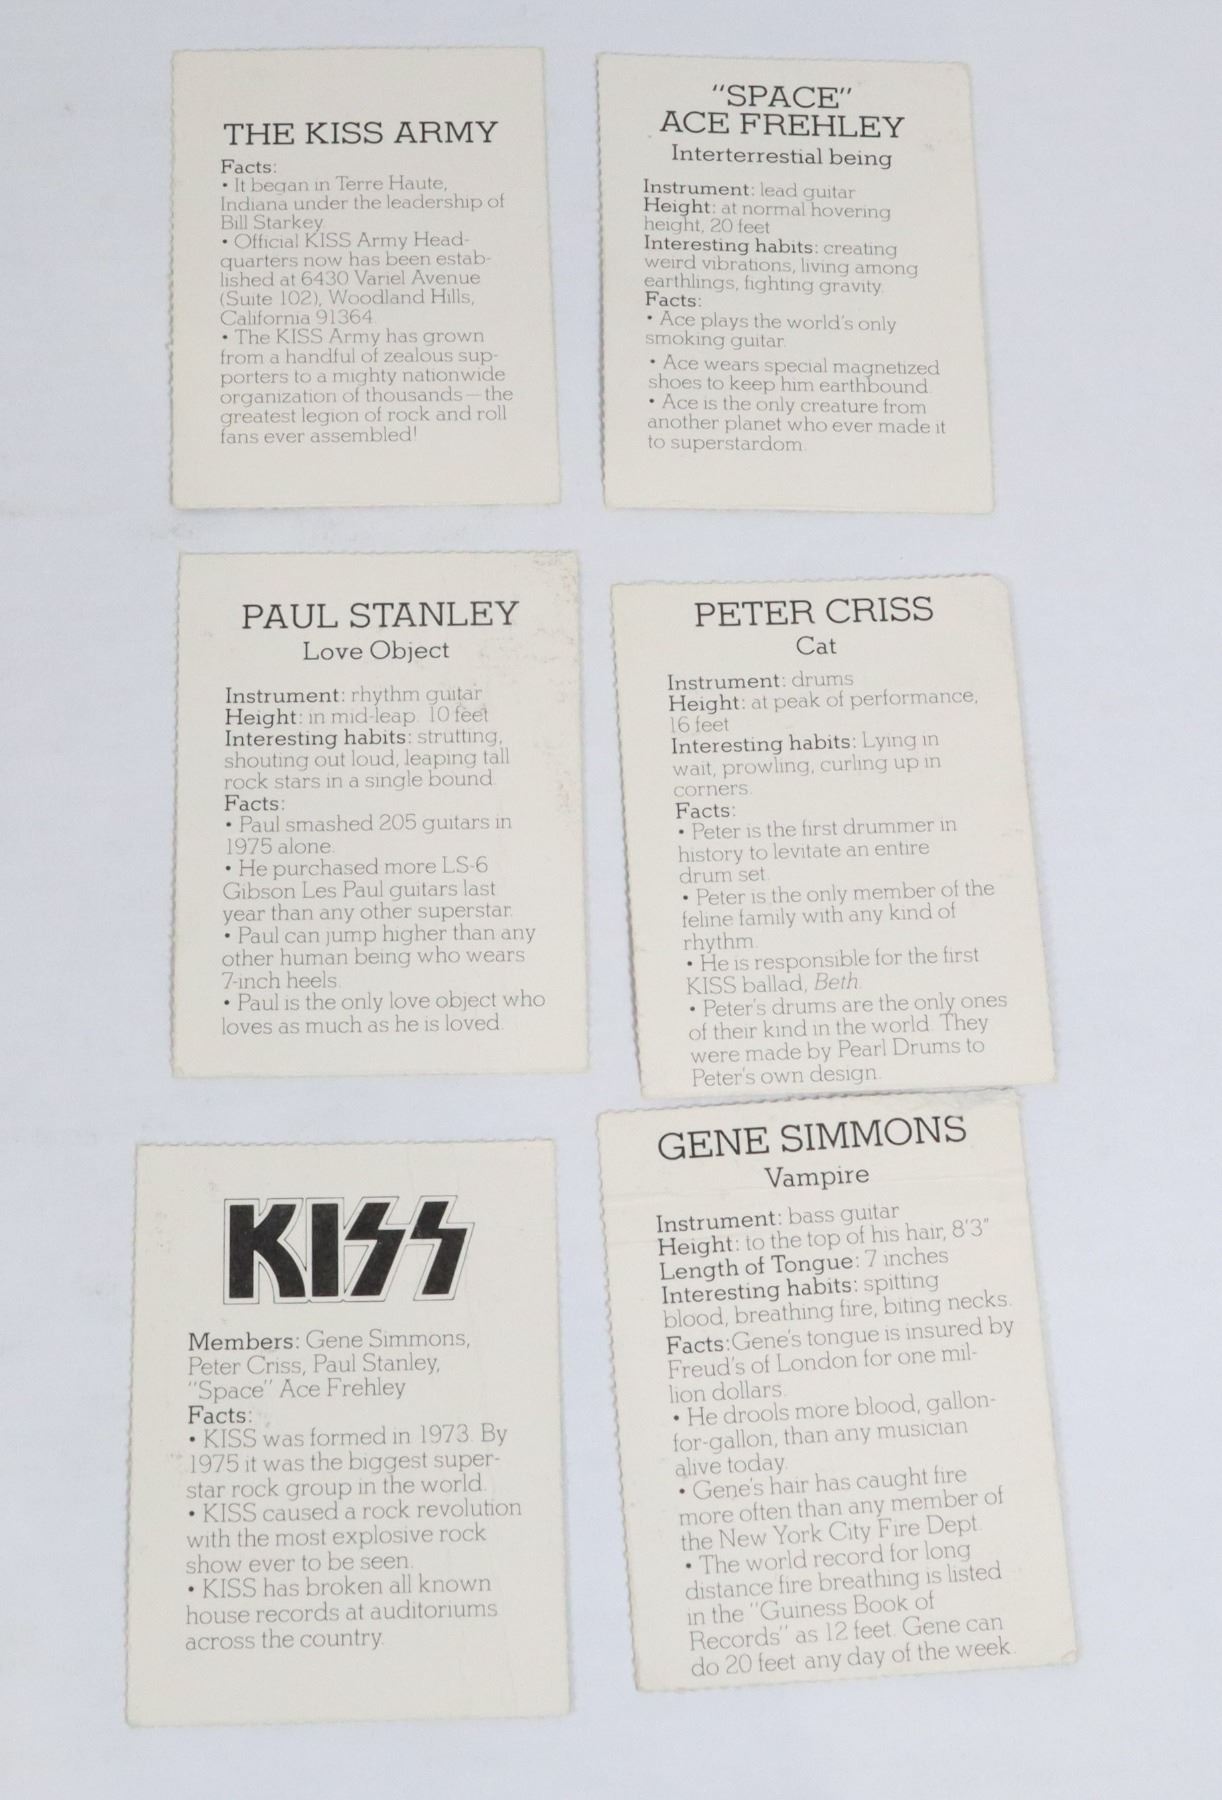 THE KISS ARMY
Facts:
• It began in Terre Haute,
Indiana under the leadership of
Bill Starkey.
• Official KISS Army Head-
quarters now has been estab-
lished at 6430 Variel Avenue
(Suite 102), Woodland Hills,
California 91364.
• The KISS Army has grown
from a handful of zealous sup-
porters to a mighty nationwide
organization of thousands—the
greatest legion of rock and roll
fans ever assembled!
"SPACE"
ACE FREHLEY
Interterrestial being
Instrument: lead guitar
Height: at normal hovering
height, 20 feet
Interesting habits: creating
weird vibrations, living among
earthlings, fighting gravity.
Facts:
• Ace plays the world's only
smoking guitar.
• Ace wears special magnetized
shoes to keep him earthbound.
• Ace is the only creature from
another planet who ever made it
to superstardom.
PAUL STANLEY
Love Object
Instrument: rhythm guitar
Height: in mid-leap. 10 feet
Interesting habits: strutting,
shouting out loud, leaping tall
rock stars in a single bound.
Facts:
• Paul smashed 205 guitars in
1975 alone.
• He purchased more LS-6
Gibson Les Paul guitars last
year than any other superstar.
• Paul can jump higher than any
other human being who wears
7-inch heels.
• Paul is the only love object who
loves as much as he is loved.
PETER CRISS
Cat
Instrument: drums
Height: at peak of performance,
16 feet
Interesting habits: Lying in
wait, prowling, curling up in
corners.
Facts:
• Peter is the first drummer in
history to levitate an entire
drum set.
• Peter is the only member of the
feline family with any kind of
rhythm.
• He is responsible for the first
KISS ballad, Beth.
• Peter's drums are the only ones
of their kind in the world. They
were made by Pearl Drums to
Peter's own design.
KISS
Members: Gene Simmons,
Peter Criss, Paul Stanley,
"Space" Ace Frehley
Facts:
• KISS was formed in 1973. By
1975 it was the biggest super-
star rock group in the world.
• KISS caused a rock revolution
with the most explosive rock
show ever to be seen.
• KISS has broken all known
house records at auditoriums
across the country.
GENE SIMMONS
Vampire
Instrument: bass guitar
Height: to the top of his hair, 8'3"
Length of Tongue: 7 inches
Interesting habits: spitting
blood, breathing fire, biting necks.
Facts:Gene's tongue is insured by
Freud's of London for one mil-
lion dollars.
• He drools more blood, gallon-
for-gallon, than any musician
alive today.
• Gene's hair has caught fire
more often than any member of
the New York City Fire Dept.
• The world record for long
distance fire breathing is listed
in the "Guiness Book of
Records" as 12 feet. Gene can
do 20 feet any day of the week.